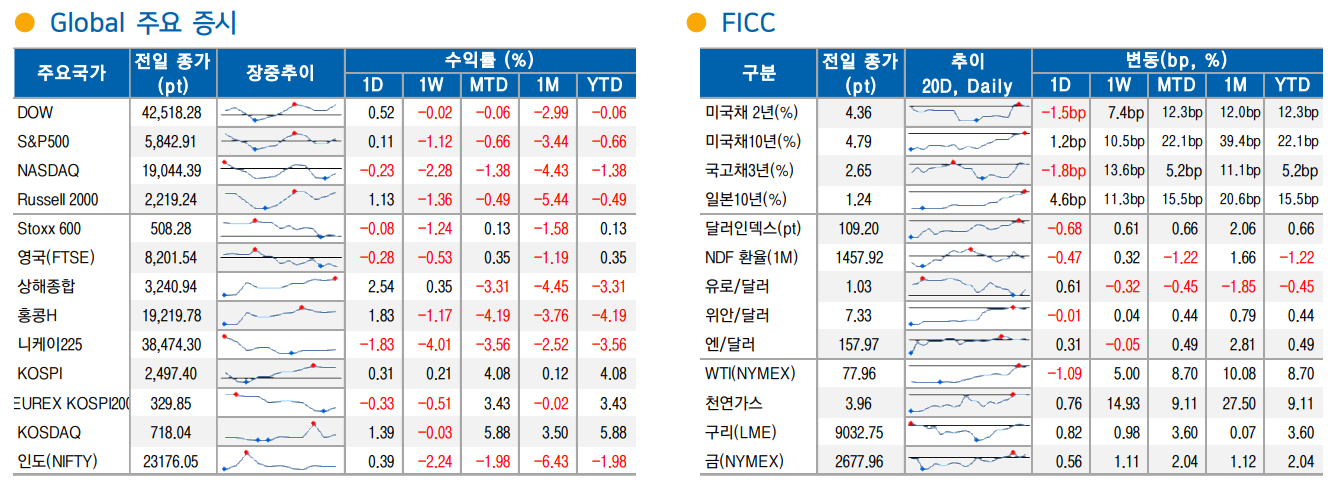 Global 주요 증시
주요국가 전일 종가 (pt) 장중추이 수익률 (%)
1D 1W MTD 1M YTD
DOW 42,518.28 0.52 −0.02 −0.06 −2.99 −0.06
S&P500 5,842.91 0.11 −1.12 −0.66 −3.44 −0.66
NASDAQ 19,044.39 −0.23 −2.28 −1.38 −4.43 −1.38
Russell 2000 2,219.24 1.13 −1.36 −0.49 −5.44 −0.49
Stoxx 600 508.28 −0.08 −1.24 0.13 −1.58 0.13
영국(FTSE) 8,201.54 −0.28 −0.53 0.35 −1.19 0.35
상해종합 3,240.94 2.54 0.35 −3.31 −4.45 −3.31
홍콩H 19,219.78 1.83 −1.17 −4.19 −3.76 −4.19
니케이225 38,474.30 −1.83 −4.01 −3.56 −2.52 −3.56
KOSPI 2,497.40 0.31 0.21 4.08 0.12 4.08
EUREX KOSPI200 329.85 −0.33 −0.51 3.43 −0.02 3.43
KOSDAQ 718.04 1.39 −0.03 5.88 3.50 5.88
인도(NIFTY) 23176.05 0.39 −2.24 −1.98 −6.43 −1.98
FICC
구분 전일 종가 (pt) 추이 20D, Daily 변동(bp, %)
1D 1W MTD 1M YTD
미국채 2년(%) 4.36 −1.5bp 7.4bp 12.3bp 12.0bp 12.3bp
미국채10년(%) 4.79 1.2bp 10.5bp 22.1bp 39.4bp 22.1bp
국고채3년(%) 2.65 −1.8bp 13.6bp 5.2bp 11.1bp 5.2bp
일본10년(%) 1.24 4.6bp 11.3bp 15.5bp 20.6bp 15.5bp
달러인덱스(pt) 109.20 −0.68 0.61 0.66 2.06 0.66
NDF 환율(1M) 1457.92 −0.47 0.32 −1.22 1.66 −1.22
유로/달러 1.03 0.61 −0.32 −0.45 −1.85 −0.45
위안/달러 7.33 −0.01 0.04 0.44 0.79 0.44
엔/달러 157.97 0.31 −0.05 0.49 2.81 0.49
WTI(NYMEX) 77.96 −1.09 5.00 8.70 10.08 8.70
천연가스 3.96 0.76 14.93 9.11 27.50 9.11
구리(LME) 9032.75 0.82 0.98 3.60 0.07 3.60
금(NYMEX) 2677.96 0.56 1.11 2.04 1.12 2.04